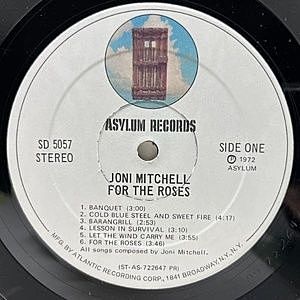 ASYLUM RECORDS
SD 5057
STEREO
SIDE ONE
Ⓟ 1972
ASYLUM
JONI MITCHELL
FOR THE ROSES
1. BANQUET (3:00)
2. COLD BLUE STEEL AND SWEET FIRE (4:17)
3. BARANGRILL (2:50)
4. LESSON IN SURVIVAL (3:10)
5. LET THE WIND CARRY ME (3:55)
6. FOR THE ROSES (3:46)
All songs composed by Joni Mitchell.
(ST-AS-722647 PR)
MFG. BY ATLANTIC RECORDING CORP., 1841 BROADWAY, N.Y., N.Y.